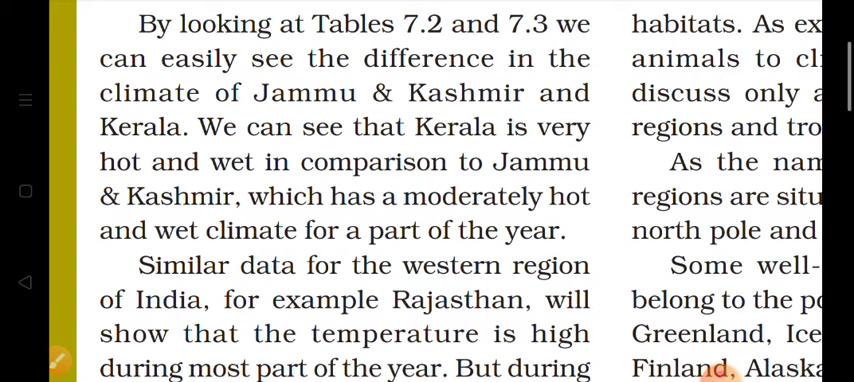 By looking at Tables 7.2 and 7.3 we
can easily see the difference in the
climate of Jammu & Kashmir and
Kerala. We can see that Kerala is very
hot and wet in comparison to Jammu
& Kashmir, which has a moderately hot
and wet climate for a part of the year.
Similar data for the western region
of India, for example Rajasthan, will
show that the temperature is high
during most part of the year. But during
habitats. As ex
animals to cl
discuss only a
regions and tro
As the nam
regions are situ
north pole and
Some well-
belong to the po
Greenland, Ice
Finland, Alaska